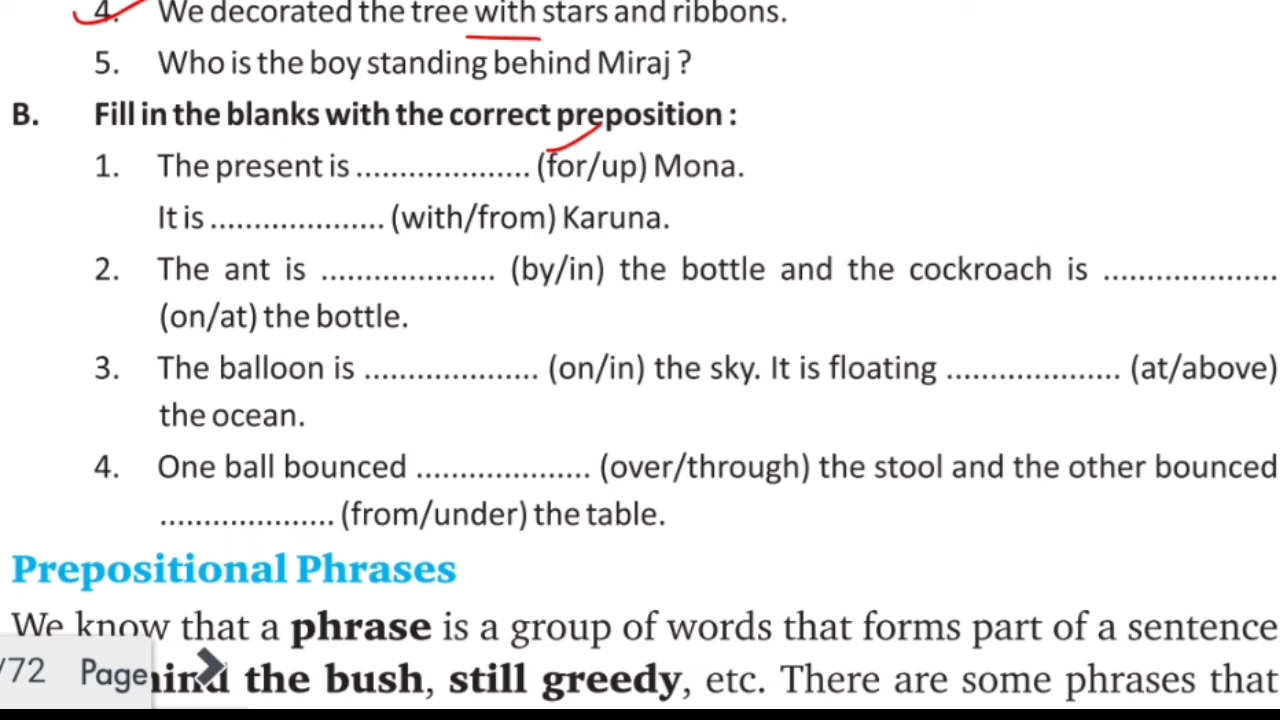 4. We decorated the tree with stars and ribbons.
5. Who is the boy standing behind Miraj ?
B. Fill in the blanks with the correct preposition :
1. The present is .................... (for/up) Mona.
It is .................... (with/from) Karuna.
2. The ant is .................... (by/in) the bottle and the cockroach is ....................
(on/at) the bottle.
3. The balloon is .................... (on/in) the sky. It is floating .................... (at/above)
the ocean.
4. One ball bounced .................... (over/through) the stool and the other bounced
.................... (from/under) the table.
Prepositional Phrases
We know that a phrase is a group of words that forms part of a sentence
/72 Page the bush, still greedy, etc. There are some phrases that